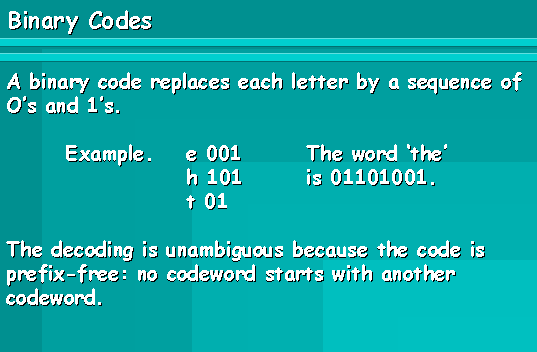 Binary Codes
A binary code replaces each letter by a sequence of
0's and 1's.
Example. e 001 The word 'the'
h 101 is 01101001.
t 01
The decoding is unambiguous because the code is
prefix-free: no codeword starts with another
codeword.